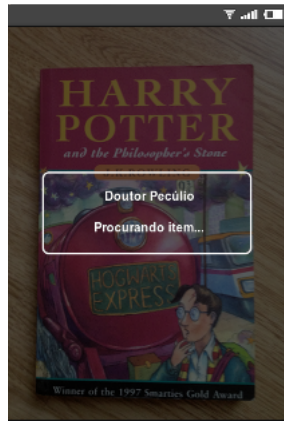 HARRY
POTTER
and the Philosopher's Stone
J.K. ROWLING
Doutor Pecúlio
Procurando item...
HOGWARTS
EXPRESS
Winner of the 1997 Smarties Gold Award